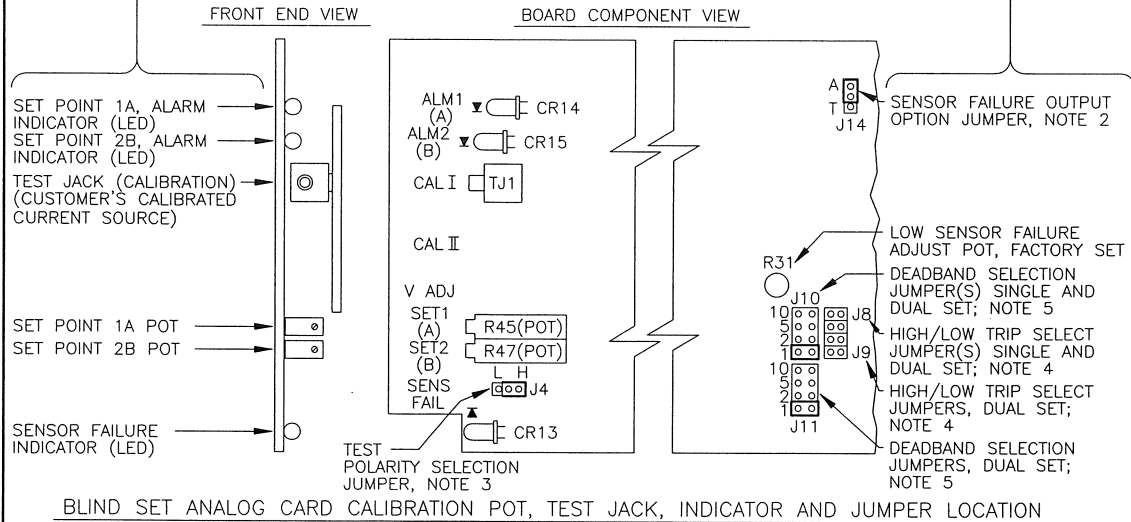 FRONT END VIEW
BOARD COMPONENT VIEW
SET POINT 1A, ALARM
INDICATOR (LED)
SET POINT 2B, ALARM
INDICATOR (LED)
TEST JACK (CALIBRATION)
(CUSTOMER'S CALIBRATED
CURRENT SOURCE)
SET POINT 1A POT
SET POINT 2B POT
SENSOR FAILURE
INDICATOR (LED)
ALM1
(A)
CR14
ALM2
(B)
CR15
CAL I
TJ1
CAL II
V ADJ
SET1
(A)
R45(POT)
SET2
(B)
R47(POT)
L H
SENS
FAIL
J4
CR13
TEST
POLARITY SELECTION
JUMPER, NOTE 3
A
T
J14
SENSOR FAILURE OUTPUT
OPTION JUMPER, NOTE 2
LOW SENSOR FAILURE
ADJUST POT, FACTORY SET
R31
DEADBAND SELECTION
JUMPER(S) SINGLE AND
DUAL SET; NOTE 5
J10
10
5
2
1
J8
HIGH/LOW TRIP SELECT
JUMPER(S) SINGLE AND
DUAL SET; NOTE 4
J9
HIGH/LOW TRIP SELECT
JUMPERS, DUAL SET;
NOTE 4
10
5
2
1
J11
DEADBAND SELECTION
JUMPERS, DUAL SET;
NOTE 5
BLIND SET ANALOG CARD CALIBRATION POT, TEST JACK, INDICATOR AND JUMPER LOCATION